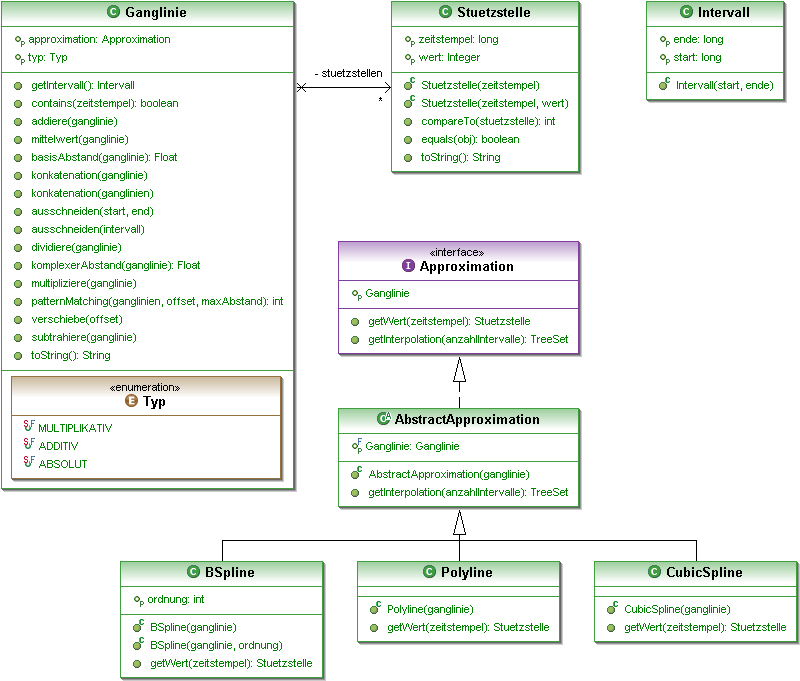 Ganglinie
approximation: Approximation
typ: Typ
getIntervall(): Intervall
contains(zeitstempel): boolean
addiere(ganglinie)
mittelwert(ganglinie)
basisAbstand(ganglinie): Float
konkatenation(ganglinie)
konkatenation(ganglinien)
ausschneiden(start, end)
ausschneiden(intervall)
dividiere(ganglinie)
komplexerAbstand(ganglinie): Float
multipliziere(ganglinie)
patternMatching(ganglinien, offset, maxAbstand): int
verschiebe(offset)
subtrahiere(ganglinie)
toString(): String
«enumeration»
Typ
MULTIPLIKATIV
ADDITIV
ABSOLUT
- stuetzstellen
*
Stuetzstelle
zeitstempel: long
wert: Integer
Stuetzstelle(zeitstempel)
Stuetzstelle(zeitstempel, wert)
compareTo(stuetzstelle): int
equals(obj): boolean
toString(): String
Intervall
ende: long
start: long
Intervall(start, ende)
«interface»
Approximation
Ganglinie
getWert(zeitstempel): Stuetzstelle
getInterpolation(anzahlIntervalle): TreeSet
AbstractApproximation
Ganglinie: Ganglinie
AbstractApproximation(ganglinie)
getInterpolation(anzahlIntervalle): TreeSet
BSpline
ordnung: int
BSpline(ganglinie)
BSpline(ganglinie, ordnung)
getWert(zeitstempel): Stuetzstelle
Polyline
Polyline(ganglinie)
getWert(zeitstempel): Stuetzstelle
CubicSpline
CubicSpline(ganglinie)
getWert(zeitstempel): Stuetzstelle